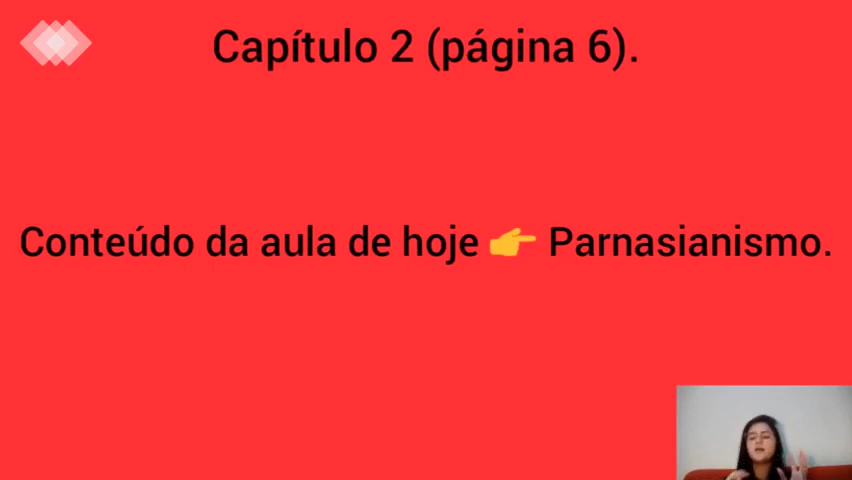 Capítulo 2 (página 6).
Conteúdo da aula de hoje 👉 Parnasianismo.